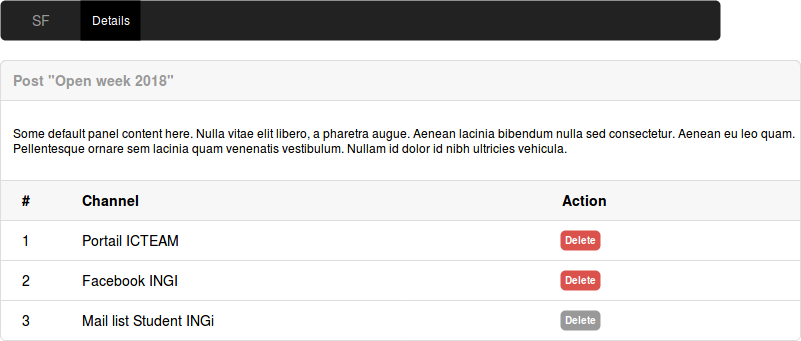 SF Details
Post "Open week 2018"
Some default panel content here. Nulla vitae elit libero, a pharetra augue. Aenean lacinia bibendum nulla sed consectetur. Aenean eu leo quam.
Pellentesque ornare sem lacinia quam venenatis vestibulum. Nullam id dolor id nibh ultricies vehicula.
# Channel Action
1 Portail ICTEAM Delete
2 Facebook INGI Delete
3 Mail list Student INGi Delete